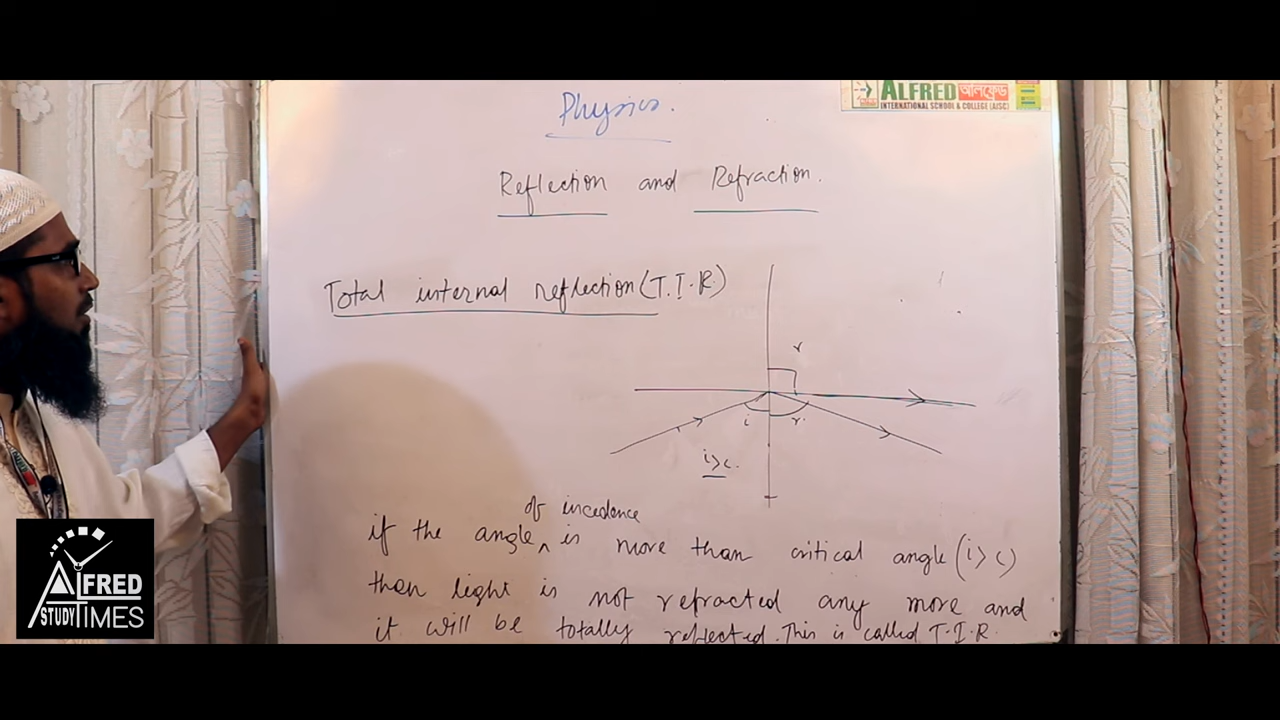 Physics.
ALFRED আলফ্রেড
INTERNATIONAL SCHOOL & COLLEGE (AISC)
Reflection and Refraction.
Total internal reflection (T.I.R.)
r
i r.
i>c.
of incedence
if the angle ^ is more than critical angle (i> c)
then light is not refracted any more and
it will be totally reflected. This is called T.I.R.
ALFRED
STUDY TIMES